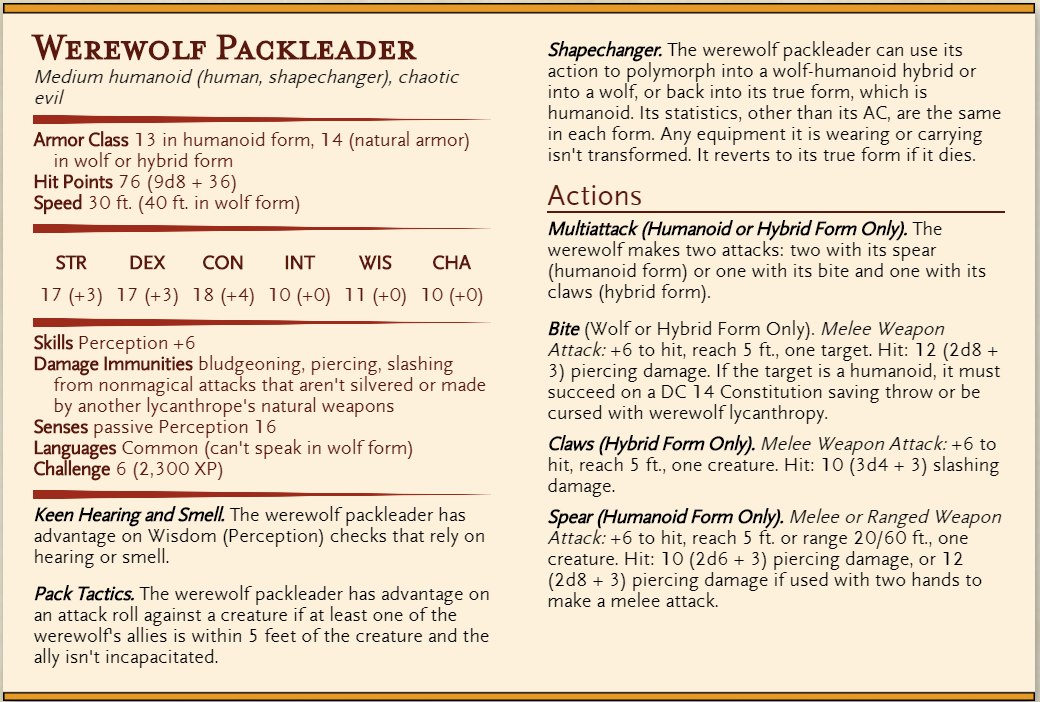 Werewolf Packleader
Medium humanoid (human, shapechanger), chaotic
evil
Armor Class 13 in humanoid form, 14 (natural armor)
in wolf or hybrid form
Hit Points 76 (9d8 + 36)
Speed 30 ft. (40 ft. in wolf form)
STR DEX CON INT WIS CHA
17 (+3) 17 (+3) 18 (+4) 10 (+0) 11 (+0) 10 (+0)
Skills Perception +6
Damage Immunities bludgeoning, piercing, slashing
from nonmagical attacks that aren't silvered or made
by another lycanthrope's natural weapons
Senses passive Perception 16
Languages Common (can't speak in wolf form)
Challenge 6 (2,300 XP)
Keen Hearing and Smell. The werewolf packleader has
advantage on Wisdom (Perception) checks that rely on
hearing or smell.
Pack Tactics. The werewolf packleader has advantage on
an attack roll against a creature if at least one of the
werewolf's allies is within 5 feet of the creature and the
ally isn't incapacitated.
Shapechanger. The werewolf packleader can use its
action to polymorph into a wolf-humanoid hybrid or
into a wolf, or back into its true form, which is
humanoid. Its statistics, other than its AC, are the same
in each form. Any equipment it is wearing or carrying
isn't transformed. It reverts to its true form if it dies.
Actions
Multiattack (Humanoid or Hybrid Form Only). The
werewolf makes two attacks: two with its spear
(humanoid form) or one with its bite and one with its
claws (hybrid form).
Bite (Wolf or Hybrid Form Only). Melee Weapon
Attack: +6 to hit, reach 5 ft., one target. Hit: 12 (2d8 +
3) piercing damage. If the target is a humanoid, it must
succeed on a DC 14 Constitution saving throw or be
cursed with werewolf lycanthropy.
Claws (Hybrid Form Only). Melee Weapon Attack: +6 to
hit, reach 5 ft., one creature. Hit: 10 (3d4 + 3) slashing
damage.
Spear (Humanoid Form Only). Melee or Ranged Weapon
Attack: +6 to hit, reach 5 ft. or range 20/60 ft., one
creature. Hit: 10 (2d6 + 3) piercing damage, or 12
(2d8 + 3) piercing damage if used with two hands to
make a melee attack.